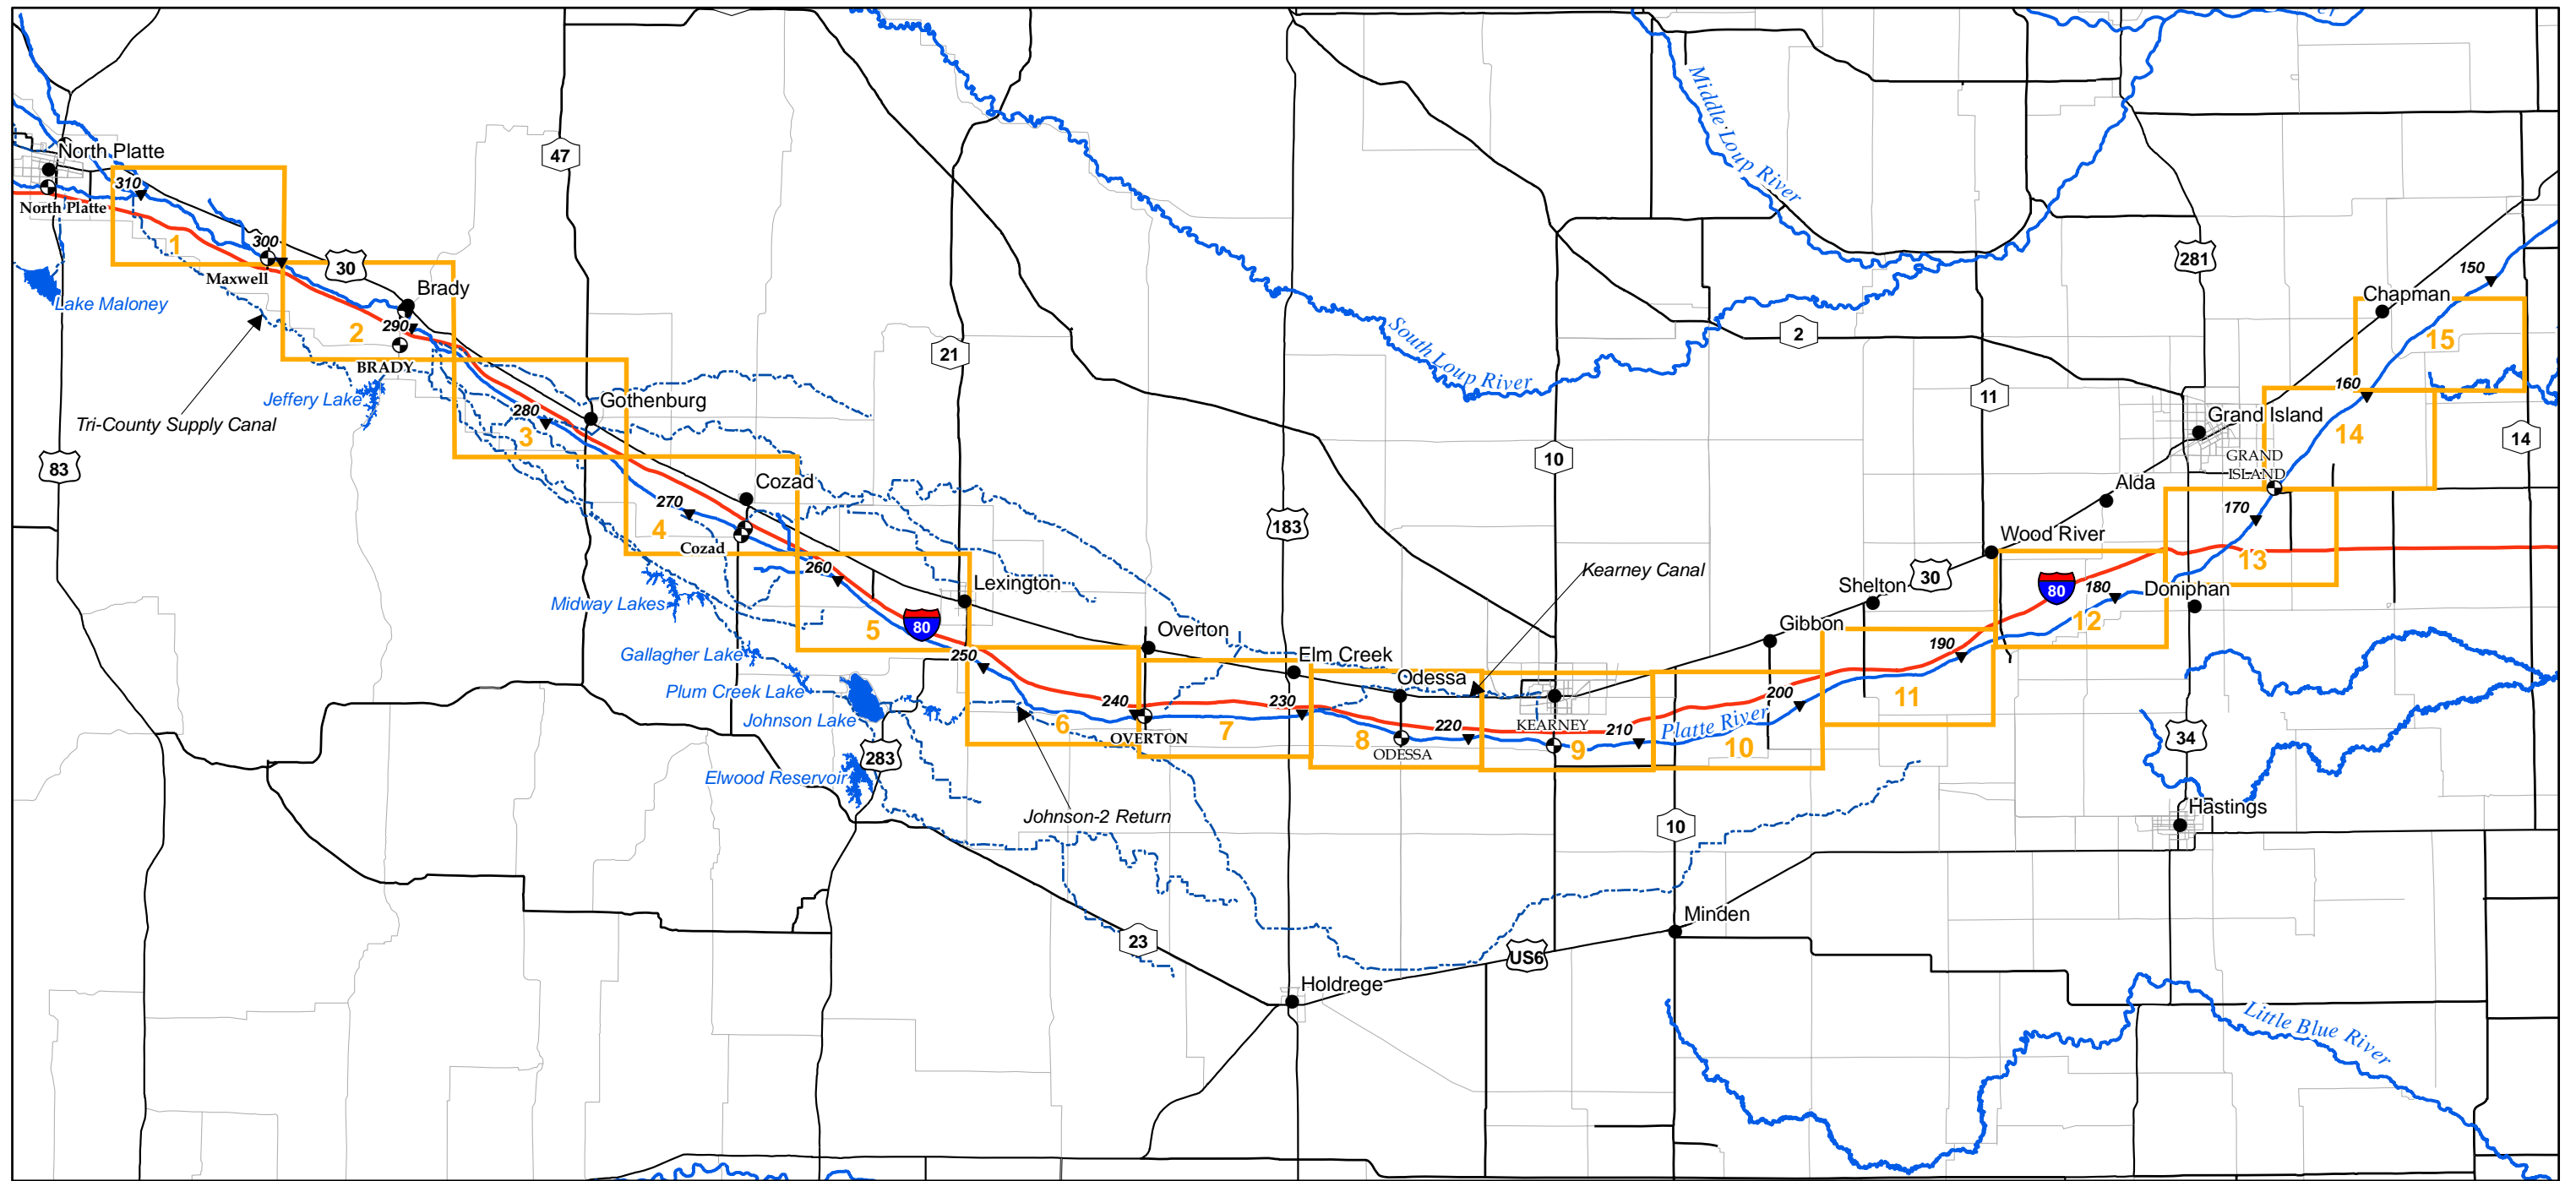 er
Middle Loup River
North Platte
47
310
North Platte
1
300
281
30
Maxwell
150
Brady
Chapman
Lake Maloney
290
2
2
15
21
South Loup River
BRADY
160
Jeffery Lake
Gothenburg
11
280
Grand Island
Tri-County Supply Canal
3
14
14
83
10
GRAND
ISLAND
Cozad
Alda
270
170
4
183
Wood River
Cozad
13
260
Kearney Canal
30
Lexington
Shelton
80
180
Doniphan
Midway Lakes
5
80
12
Gibbon
Overton
190
Gallagher Lake
250
Elm Creek
Odessa
Plum Creek Lake
200
11
240
230
Johnson Lake
6
7
220
KEARNEY
210
Platte River
OVERTON
8
ODESSA
9
10
34
283
Elwood Reservoir
Johnson-2 Return
Hastings
10
Minden
23
US6
Holdrege
Little Blue River